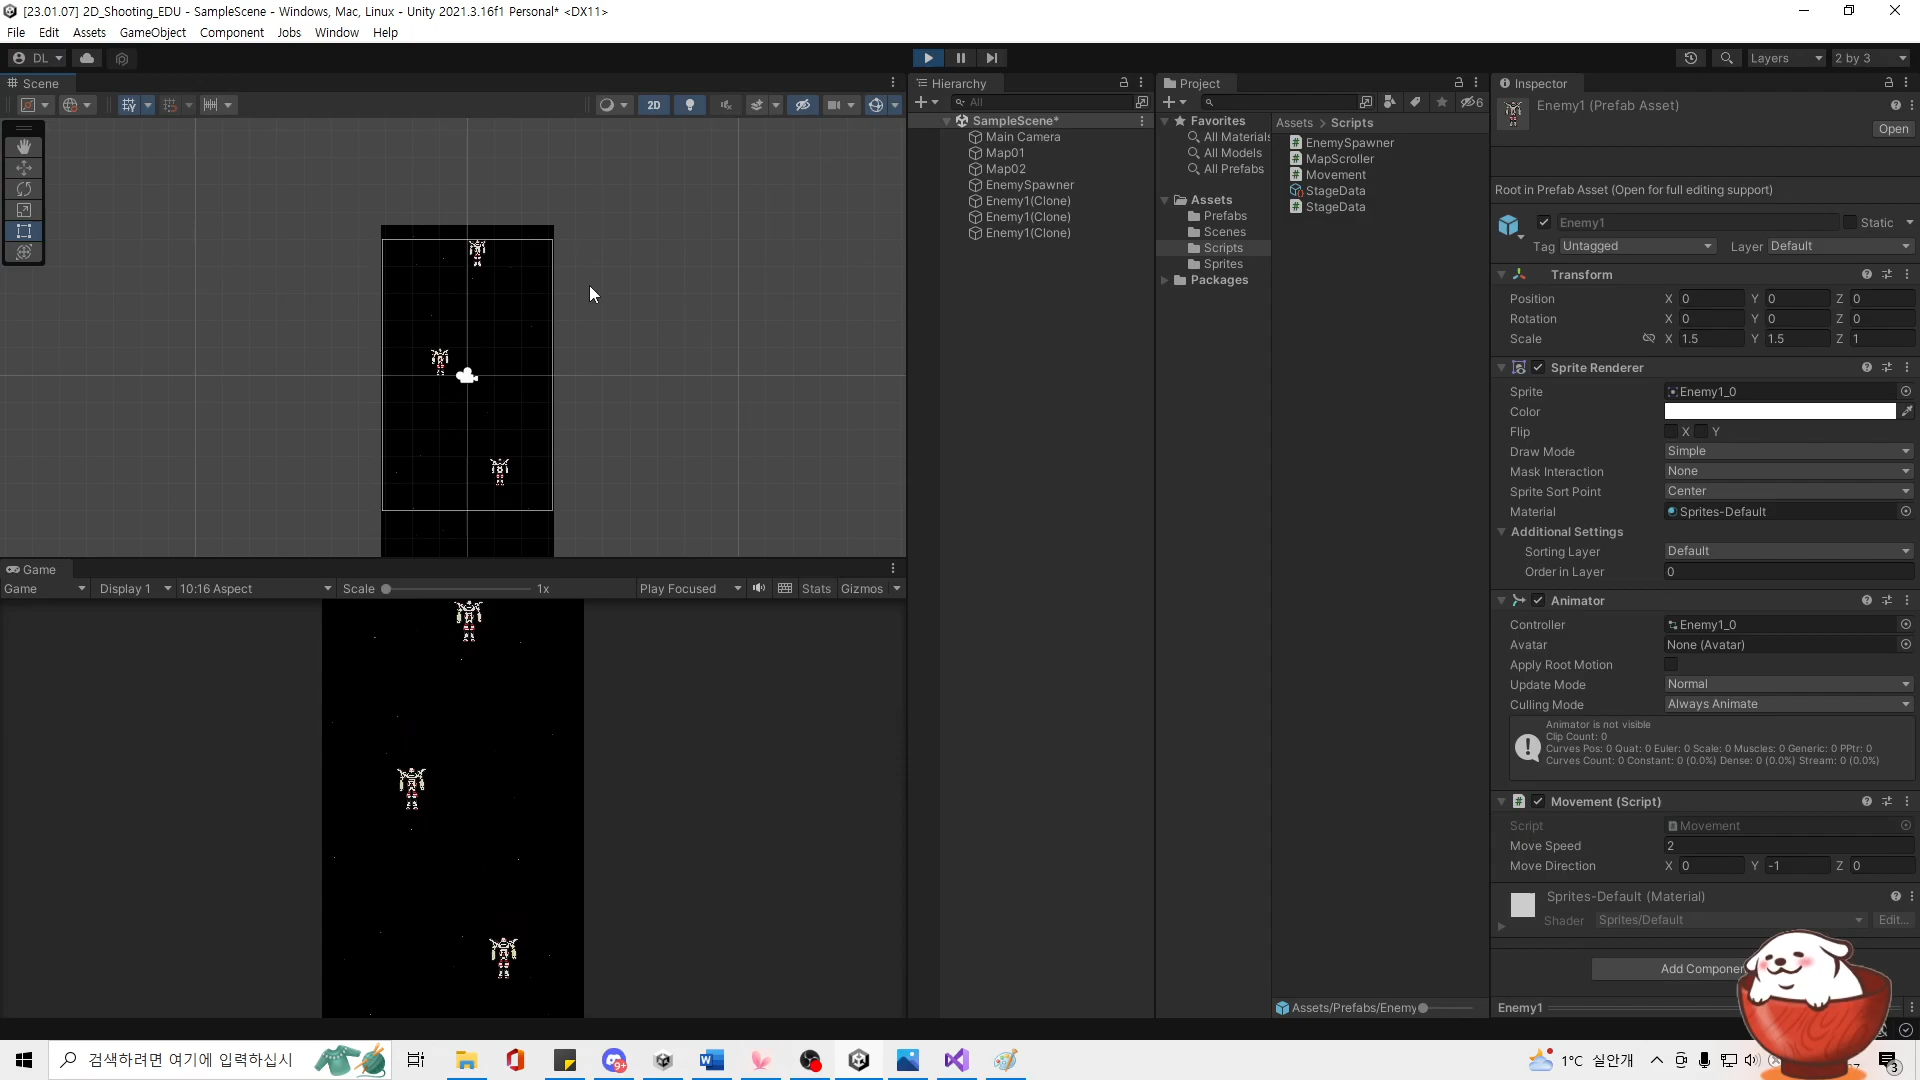 [23.01.07] 2D_Shooting_EDU - SampleScene - Windows, Mac, Linux - Unity 2021.3.16f1 Personal* <DX11>
File Edit Assets GameObject Component Jobs Window Help
DL
Layers 2 by 3
Scene
2D
Hierarchy
All
SampleScene*
Main Camera
Map01
Map02
EnemySpawner
Enemy1(Clone)
Enemy1(Clone)
Enemy1(Clone)
Project
6
Favorites
All Materials
All Models
All Prefabs
Assets
Prefabs
Scenes
Scripts
Sprites
Packages
Assets > Scripts
EnemySpawner
MapScroller
Movement
StageData
StageData
Assets/Prefabs/Enemy
Inspector
Enemy1 (Prefab Asset)
Open
Root in Prefab Asset (Open for full editing support)
Enemy1 Static
Tag Untagged Layer Default
Transform
Position X 0 Y 0 Z 0
Rotation X 0 Y 0 Z 0
Scale X 1.5 Y 1.5 Z 1
Sprite Renderer
Sprite Enemy1_0
Color
Flip X Y
Draw Mode Simple
Mask Interaction None
Sprite Sort Point Center
Material Sprites-Default
Additional Settings
Sorting Layer Default
Order in Layer 0
Animator
Controller Enemy1_0
Avatar None (Avatar)
Apply Root Motion
Update Mode Normal
Culling Mode Always Animate
Animator is not visible
Clip Count: 0
Curves Pos: 0 Quat: 0 Euler: 0 Scale: 0 Muscles: 0 Generic: 0 PPtr: 0
Curves Count: 0 Constant: 0 (0.0%) Dense: 0 (0.0%) Stream: 0 (0.0%)
Movement (Script)
Script Movement
Move Speed 2
Move Direction X 0 Y -1 Z 0
Sprites-Default (Material)
Shader Sprites/Default Edit...
Add Componen
Enemy1
Game
Game Display 1 10:16 Aspect Scale 1x Play Focused Stats Gizmos
검색하려면 여기에 입력하십시
9+
1°C 실안개
3